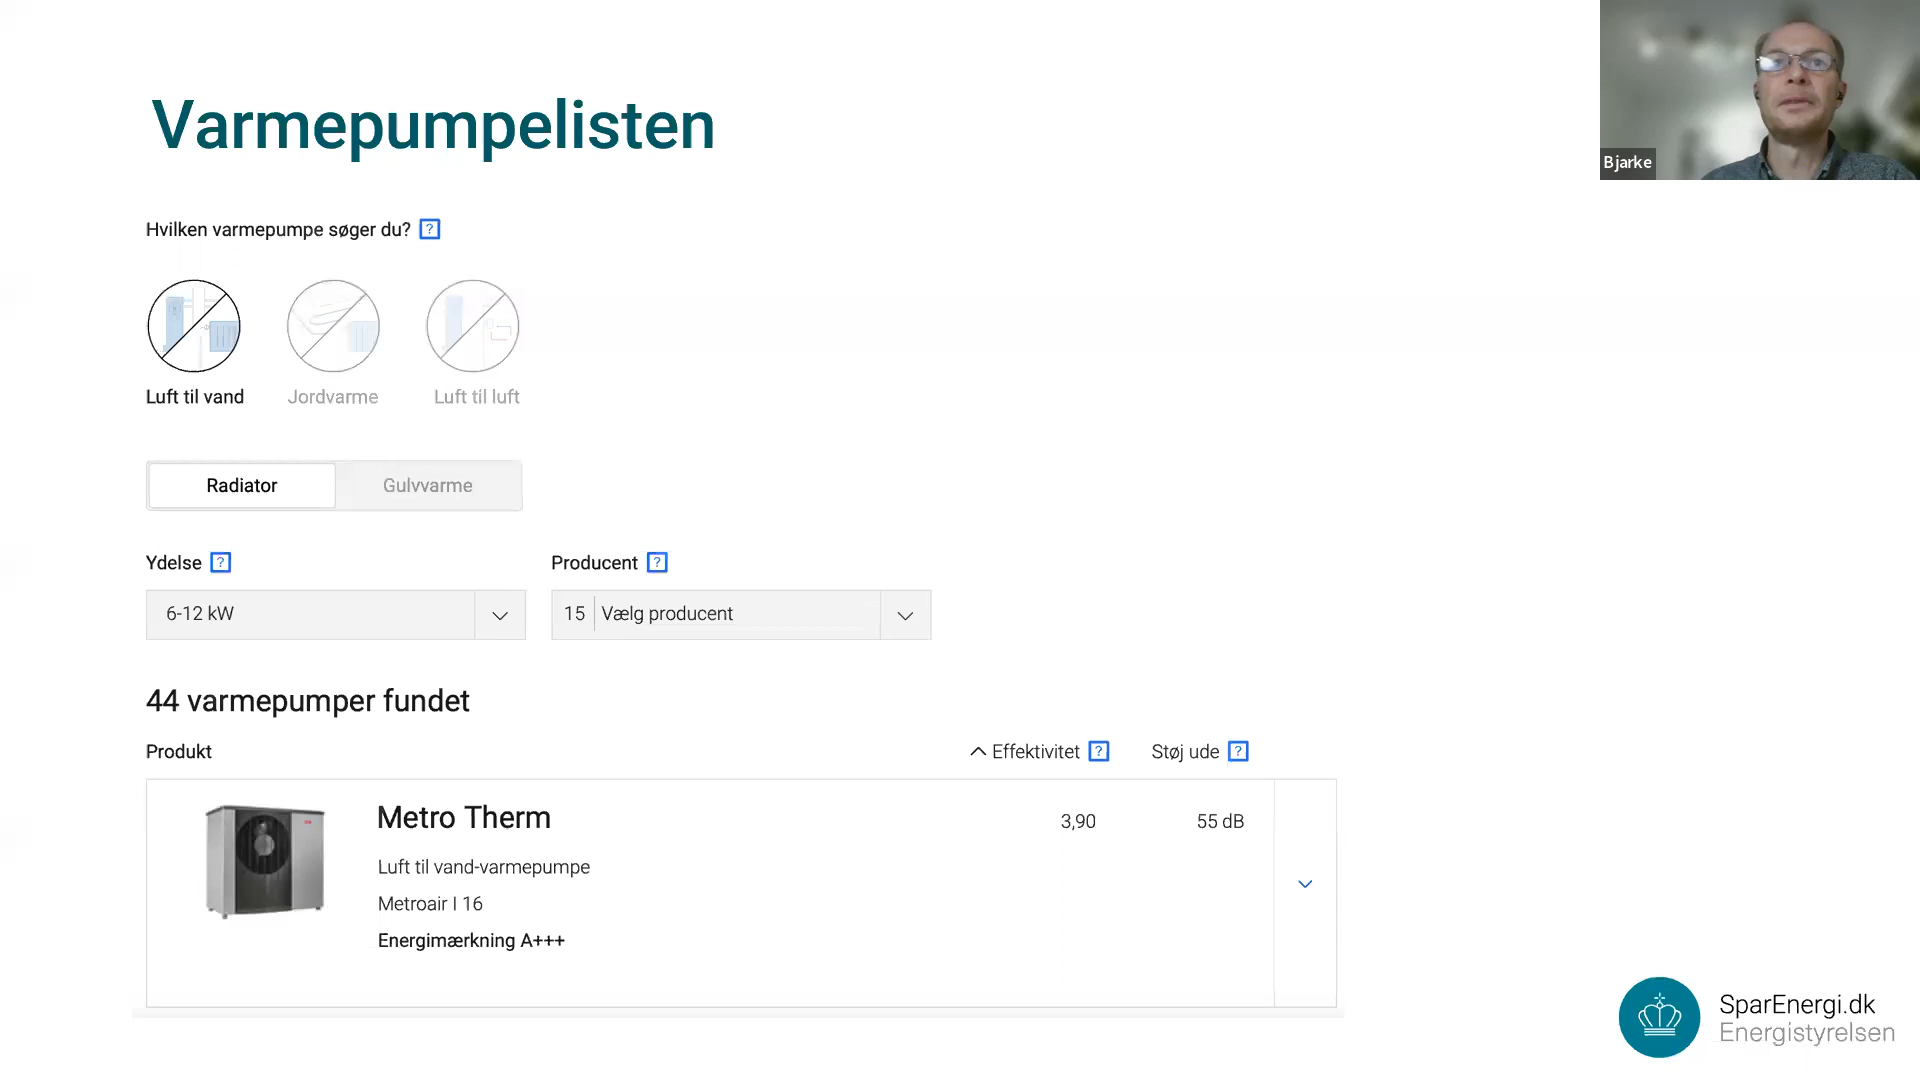 Varmepumpelisten
Bjarke
Hvilken varmepumpe søger du? ?
Luft til vand
Jordvarme
Luft til luft
Radiator
Gulvvarme
Ydelse ?
Producent ?
6-12 kW
15 Vælg producent
44 varmepumper fundet
Produkt
Effektivitet ?
Støj ude ?
Metro Therm
3,90
55 dB
Luft til vand-varmepumpe
Metroair I 16
Energimærkning A+++
SparEnergi.dk
Energistyrelsen